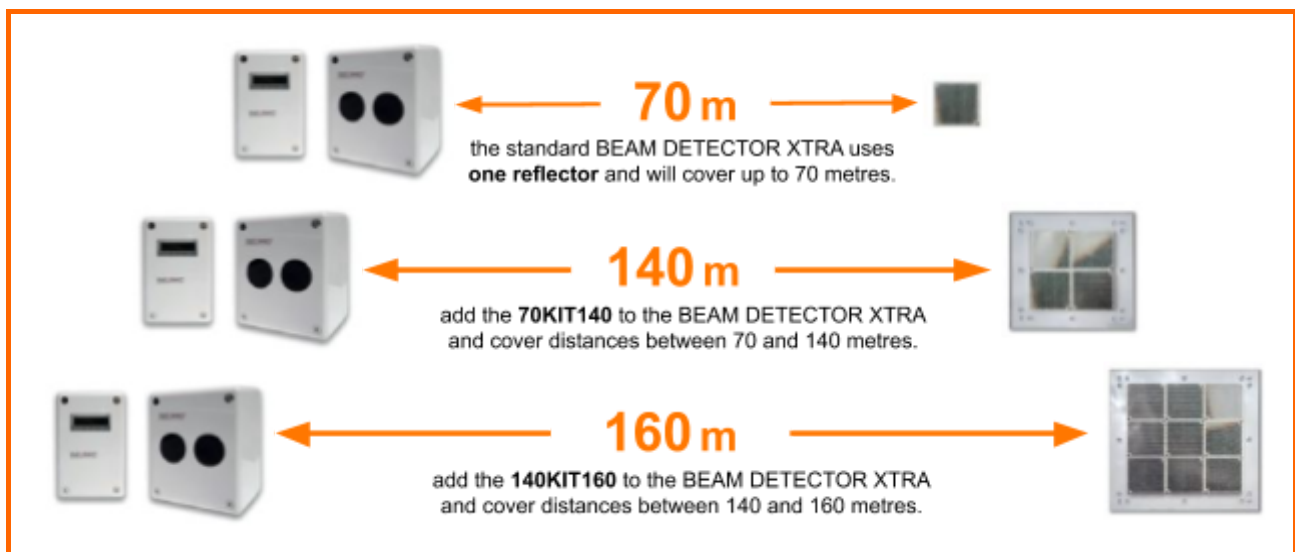 70 m
the standard BEAM DETECTOR XTRA uses
one reflector and will cover up to 70 metres.
140 m
add the 70KIT140 to the BEAM DETECTOR XTRA
and cover distances between 70 and 140 metres.
160 m
add the 140KIT160 to the BEAM DETECTOR XTRA
and cover distances between 140 and 160 metres.